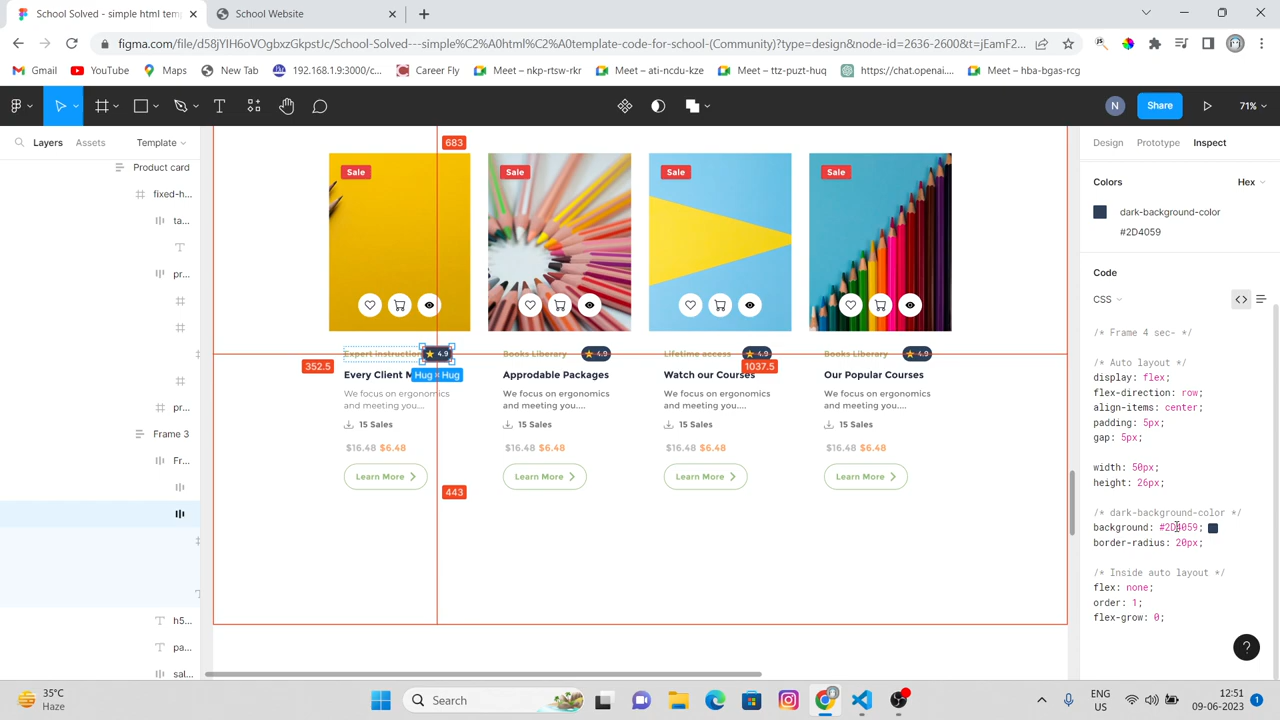 School Solved - simple html tem
School Website
figma.com/file/d58jYIH6oVOgbxzGkpstJc/School-Solved---simple%C2%A0html%C2%A0template-code-for-school-(Community)?type=design&node-id=2636-2600&t=jEamF2...
Gmail
YouTube
Maps
New Tab
192.168.1.9:3000/c...
Career Fly
Meet – nkp-rtsw-rkr
Meet – ati-ncdu-kze
Meet – ttz-puzt-huq
https://chat.openai....
Meet – hba-bgas-rcg
N
Share
71%
Layers
Assets
Template
Design
Prototype
Inspect
Product card
fixed-h...
ta...
pr...
pr...
Frame 3
Fr...
h5...
pa...
sal...
683
Sale
Sale
Sale
Sale
352.5
1037.5
443
Expert instruction
4.9
Books Liberary
4.9
Lifetime access
4.9
Books Liberary
4.9
Every Client M
Hug × Hug
Approdable Packages
Watch our Courses
Our Popular Courses
We focus on ergonomics
and meeting you....
We focus on ergonomics
and meeting you....
We focus on ergonomics
and meeting you....
We focus on ergonomics
and meeting you....
15 Sales
15 Sales
15 Sales
15 Sales
$16.48 $6.48
$16.48 $6.48
$16.48 $6.48
$16.48 $6.48
Learn More
Learn More
Learn More
Learn More
Colors
Hex
dark-background-color
#2D4059
Code
CSS
/* Frame 4 sec- */
/* Auto layout */
display: flex;
flex-direction: row;
align-items: center;
padding: 5px;
gap: 5px;
width: 50px;
height: 26px;
/* dark-background-color */
background: #2D4059;
border-radius: 20px;
/* Inside auto layout */
flex: none;
order: 1;
flex-grow: 0;
?
35°C
Haze
Search
ENG
US
12:51
09-06-2023
1